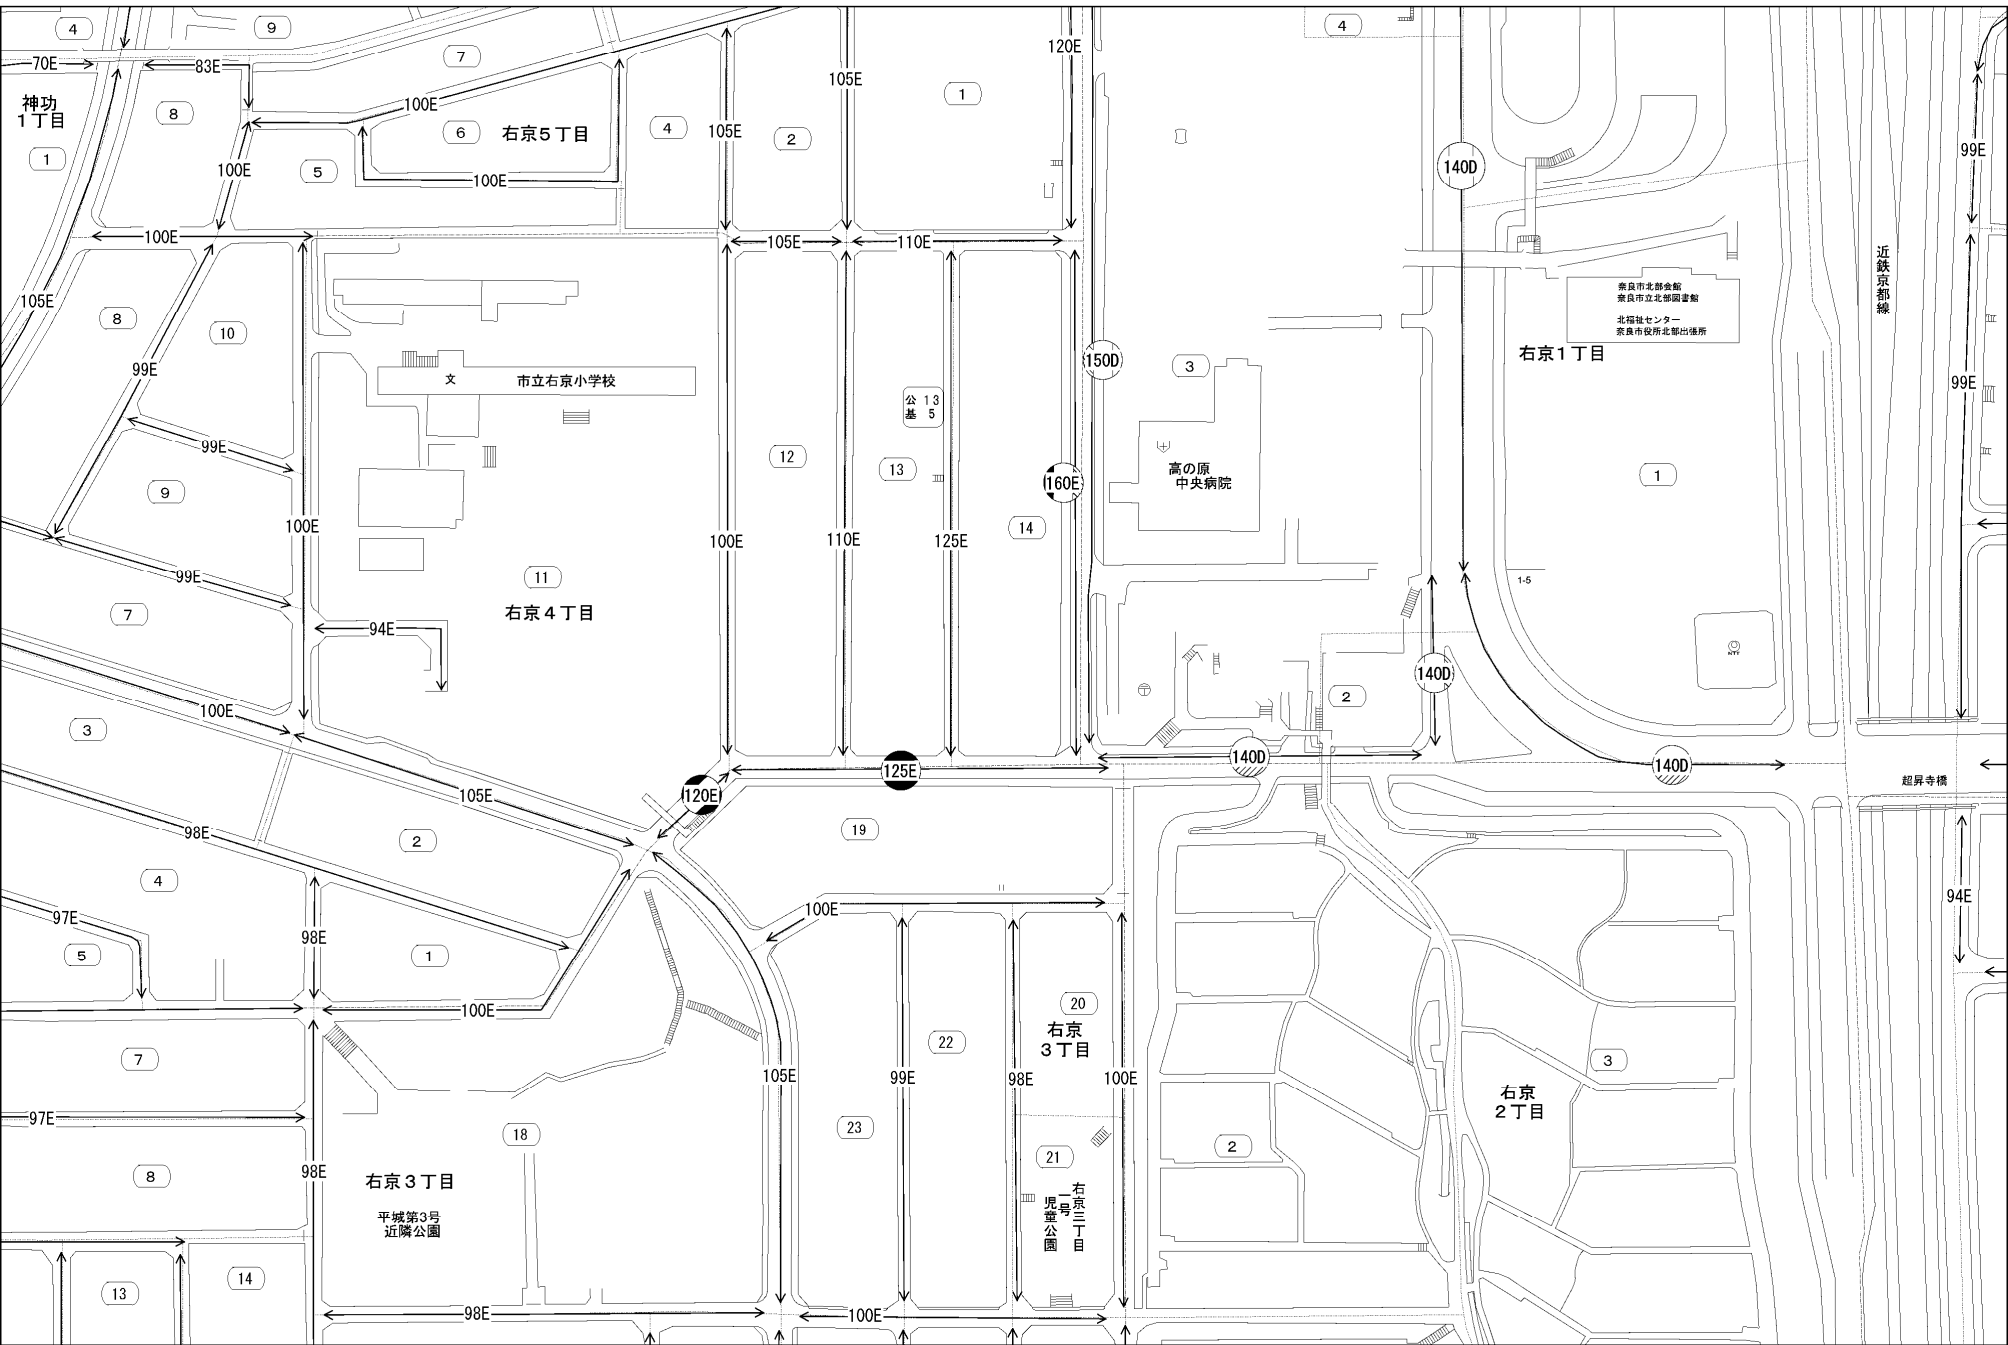 4
9
7
70E
83E
100E
105E
105E
1
120E
4
神功
1丁目
8
6
右京5丁目
4
2
105E
1
100E
5
100E
140D
99E
100E
105E
110E
105E
8
10
99E
99E
9
100E
99E
7
文
市立右京小学校
11
右京4丁目
94E
12
公 13
基 5
13
14
100E
110E
125E
160E
150D
3
高の原
中央病院
奈良市北部会館
奈良市立北部図書館
北福祉センター
奈良市役所北部出張所
右京1丁目
近鉄京都線
99E
1
1-5
NTT
140D
2
100E
3
105E
120E
125E
140D
140D
超昇寺橋
98E
2
19
4
97E
5
98E
1
100E
100E
94E
7
97E
8
98E
18
右京3丁目
平城第3号
近隣公園
105E
99E
22
23
98E
20
右京
3丁目
100E
21
右京三丁目
一号
児童公園
2
右京
2丁目
3
13
14
98E
100E